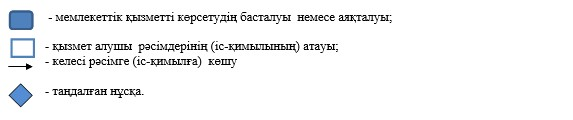 - мемлекеттік қызметті көрсетудің басталуы немесе аяқталуы;
- қызмет алушы рәсімдерінің (іс-қимылының) атауы;
- келесі рәсімге (іс-қимылға) көшу
- таңдалған нұсқа.